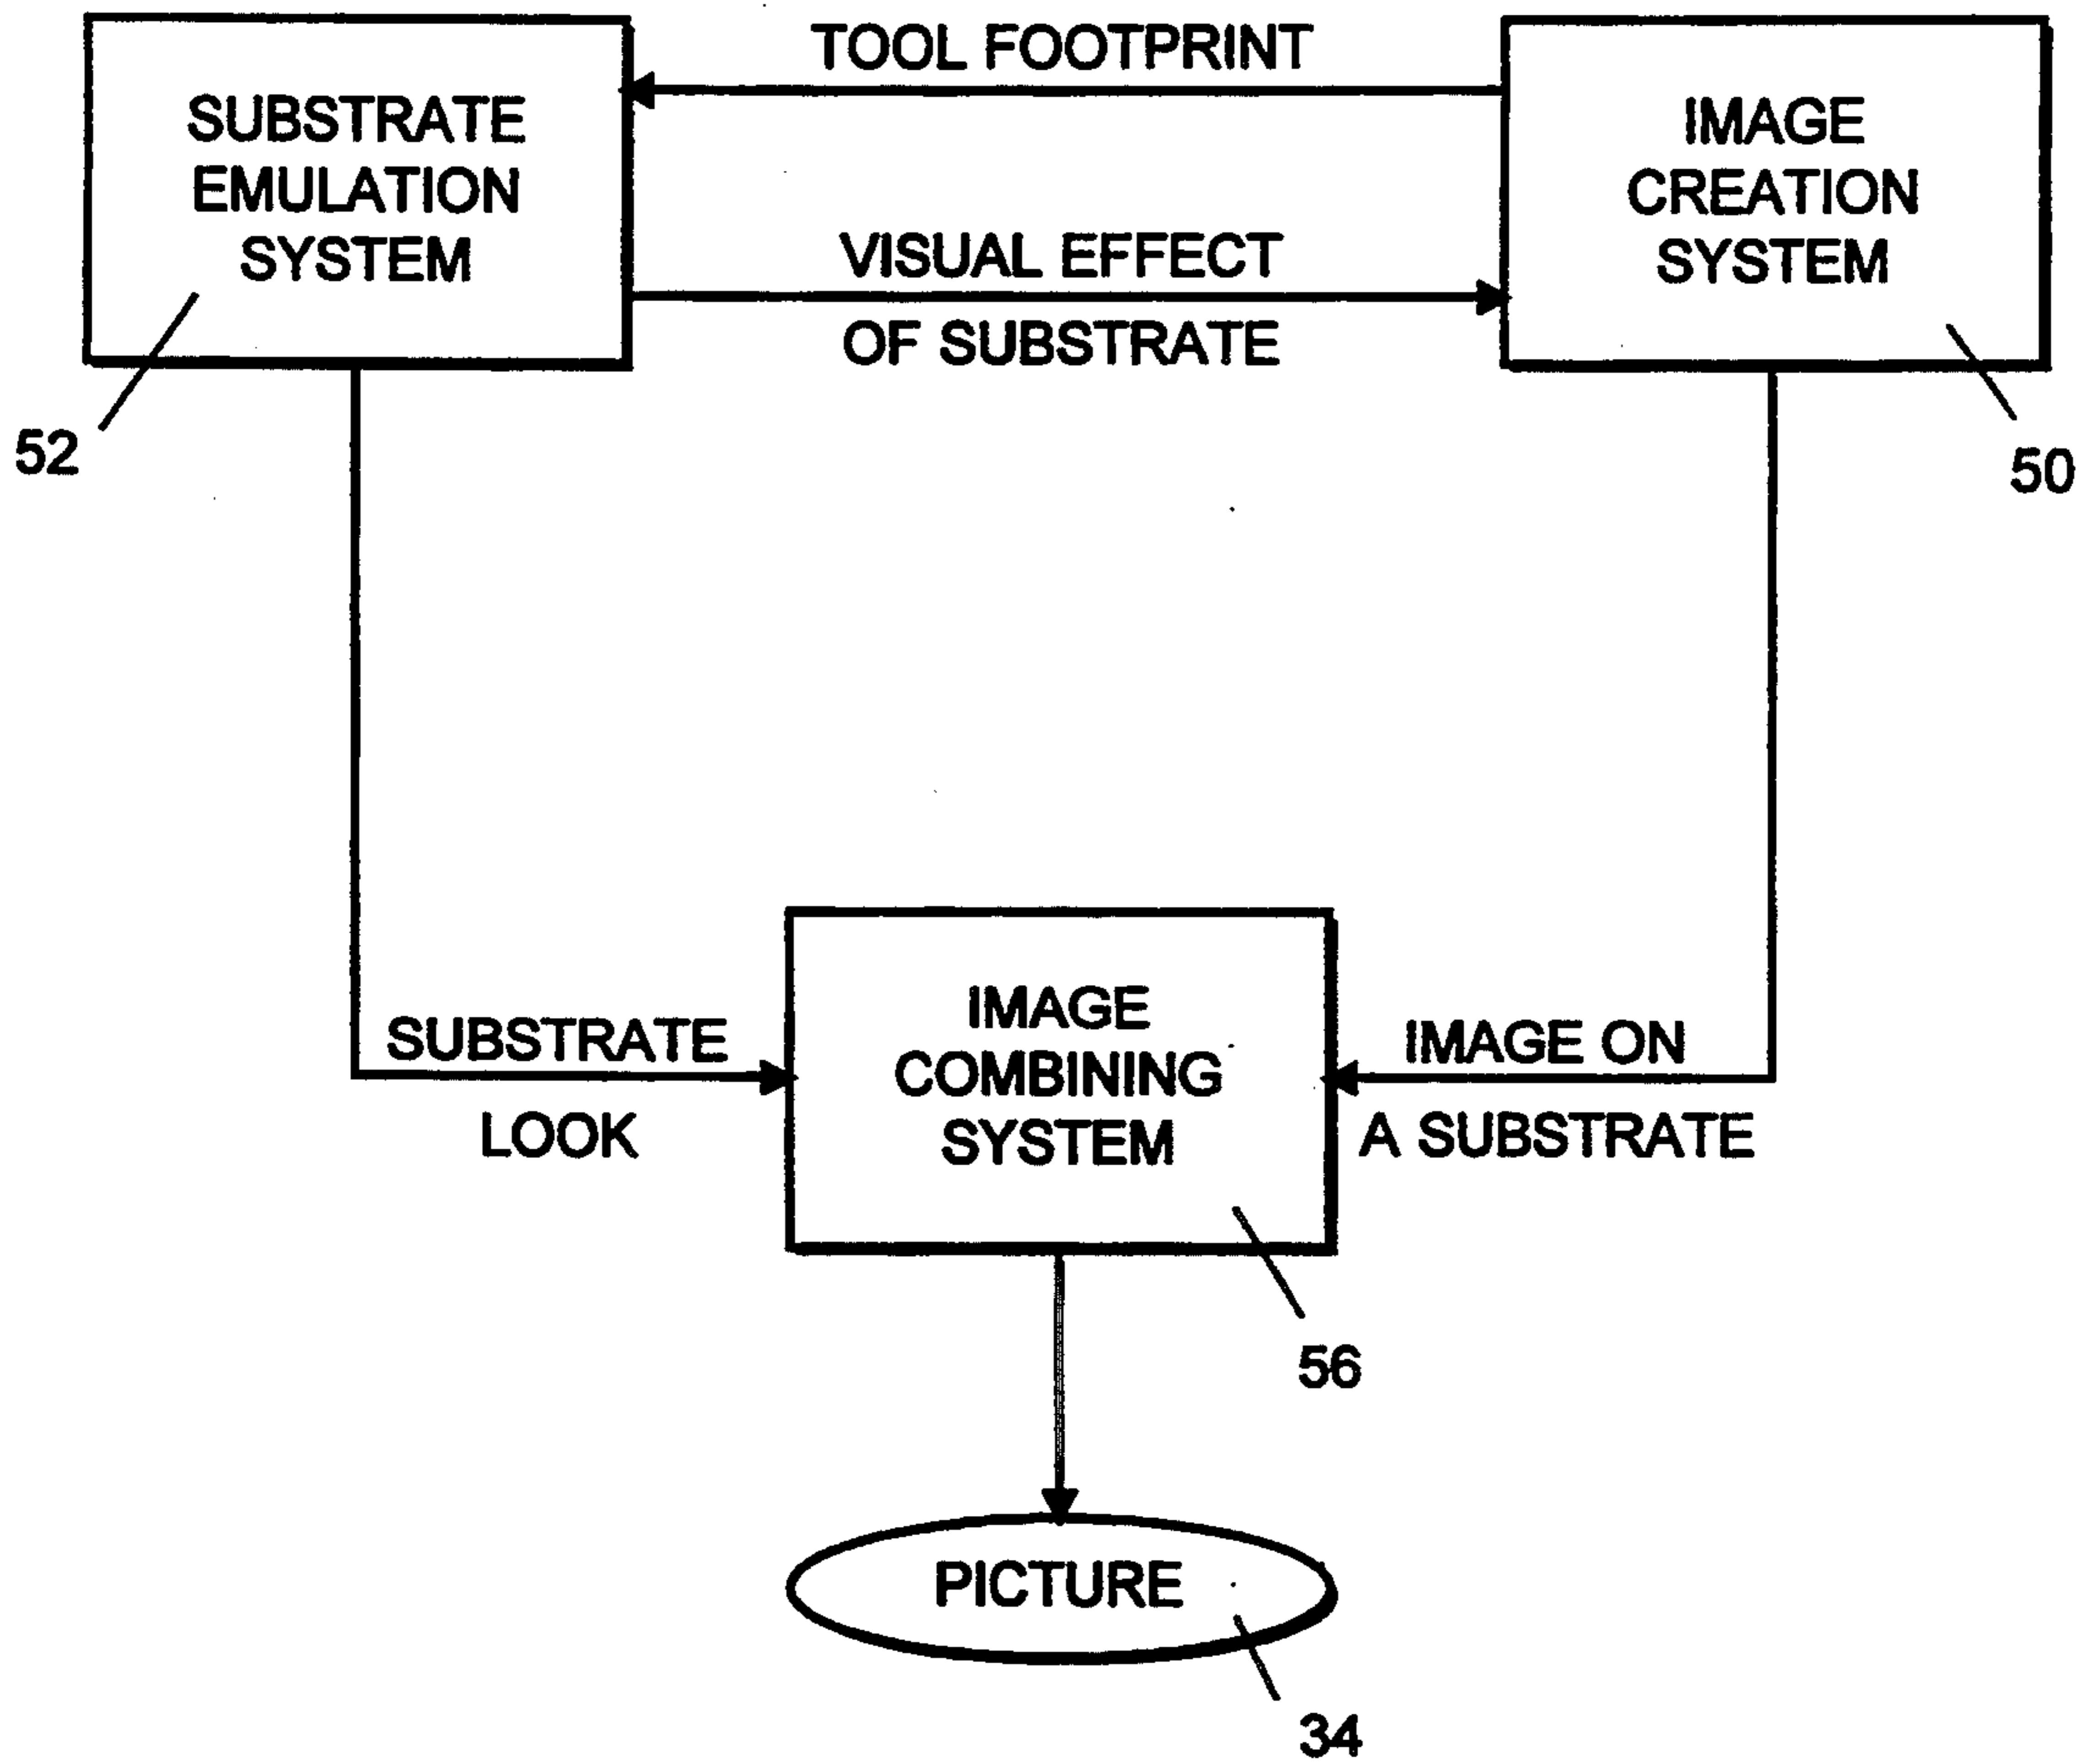 TOOL FOOTPRINT
SUBSTRATE
EMULATION
SYSTEM
IMAGE
CREATION
SYSTEM
VISUAL EFFECT
OF SUBSTRATE
52
50
SUBSTRATE
LOOK
IMAGE
COMBINING
SYSTEM
IMAGE ON
A SUBSTRATE
56
PICTURE
34